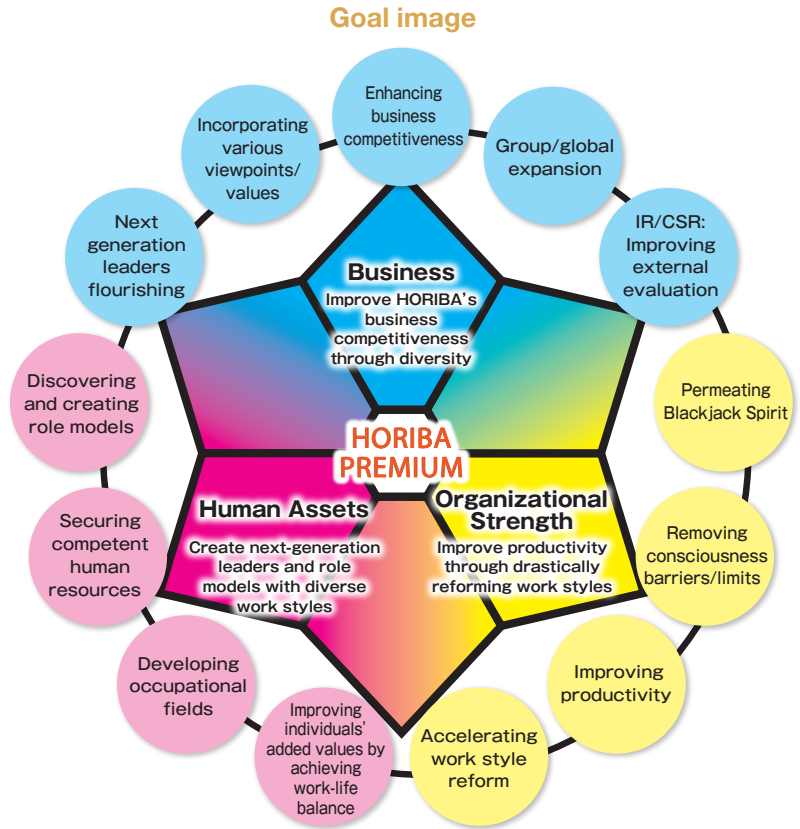 Goal image
Enhancing
business
competitiveness
Group/global
expansion
IR/CSR:
Improving
external
evaluation
Permeating
Blackjack Spirit
Removing
consciousness
barriers/limits
Improving
productivity
Accelerating
work style
reform
Improving
individuals'
added values by
achieving
work-life
balance
Developing
occupational
fields
Securing
competent
human
resources
Discovering
and creating
role models
Next
generation
leaders
flourishing
Incorporating
various
viewpoints/
values
Business
Improve HORIBA's
business
competitiveness
through diversity
HORIBA
PREMIUM
Human Assets
Create next-generation
leaders and role
models with diverse
work styles
Organizational
Strength
Improve productivity
through drastically
reforming work styles